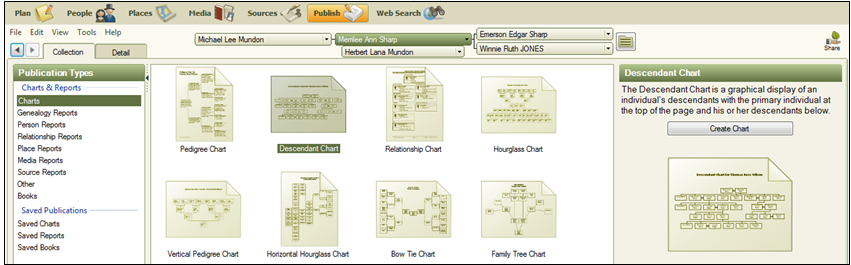 Plan People Places Media Sources Publish Web Search
File Edit View Tools Help
Michael Lee Mundon Merrilee Ann Sharp Emerson Edgar Sharp
Herbert Lana Mundon Winnie Ruth JONES
Share
Collection Detail
Publication Types
Charts & Reports
Charts
Genealogy Reports
Person Reports
Relationship Reports
Place Reports
Media Reports
Source Reports
Other
Books
Saved Publications
Saved Charts
Saved Reports
Saved Books
Pedigree Chart Descendant Chart Relationship Chart Hourglass Chart
Vertical Pedigree Chart Horizontal Hourglass Chart Bow Tie Chart Family Tree Chart
Descendant Chart
The Descendant Chart is a graphical display of
an individual's descendants with the primary individual at
the top of the page and his or her descendants below.
Create Chart